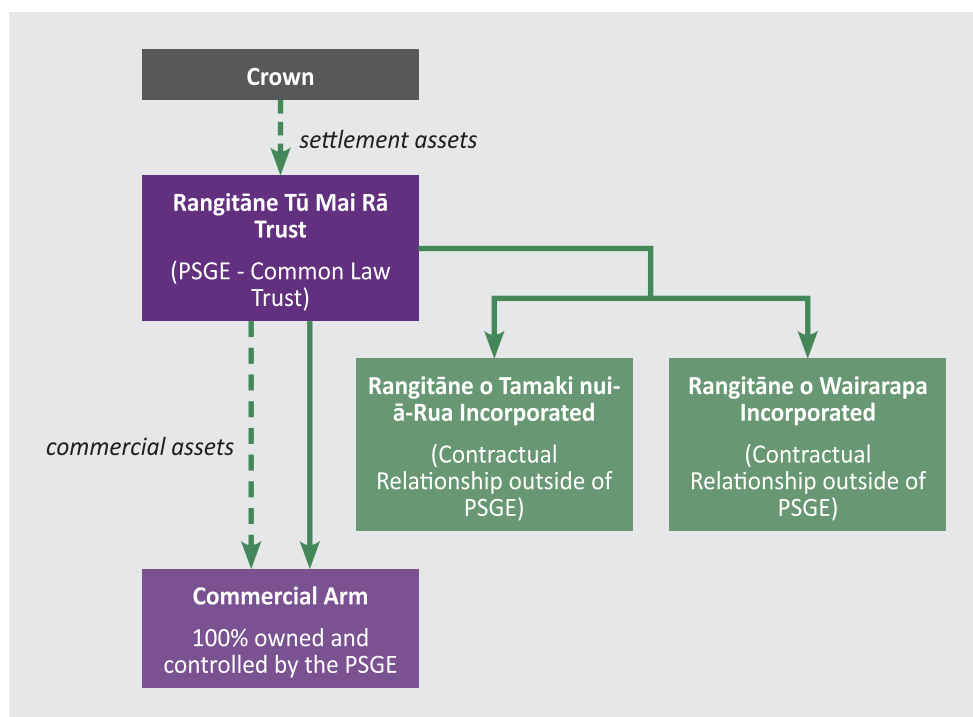 Crown
settlement assets
Rangitāne Tū Mai Rā
Trust
(PSGE - Common Law
Trust)
Rangitāne o Tamaki nui-
ā-Rua Incorporated
(Contractual
Relationship outside of
PSGE)
Rangitāne o Wairarapa
Incorporated
(Contractual
Relationship outside of
PSGE)
commercial assets
Commercial Arm
100% owned and
controlled by the PSGE